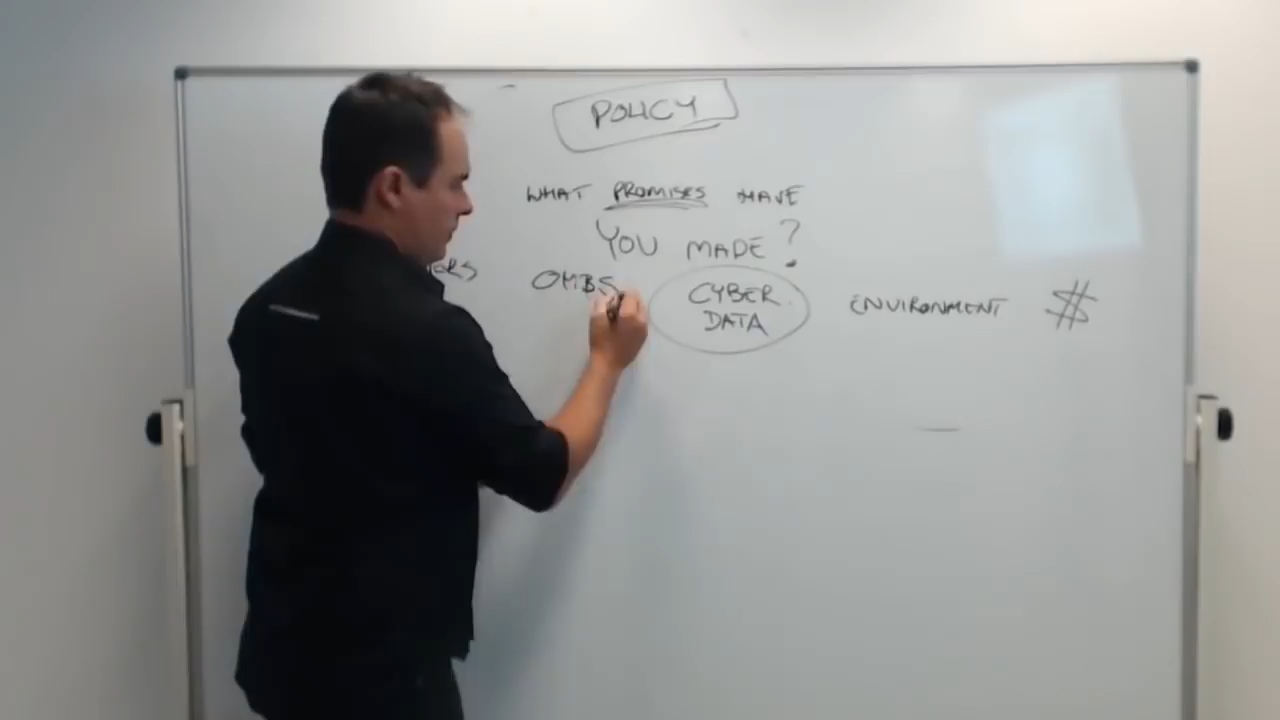 POLICY
WHAT PROMISES HAVE
YOU MADE?
OMBS
CYBER
DATA
ENVIRONMENT
$